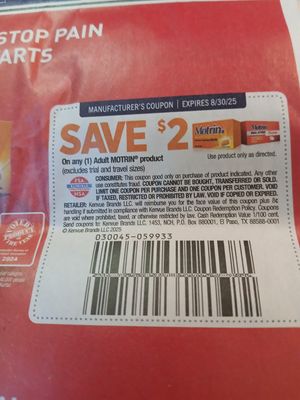 STOP PAIN
ARTS
MANUFACTURER'S COUPON | EXPIRES 8/30/25
SAVE $2
Motrin
Motrin
On any (1) Adult MOTRIN® product
(excludes trial and travel sizes)
Use product only as directed.
CONSUMER: This coupon good only on purchase of product indicated. Any other
use constitutes fraud. COUPON CANNOT BE BOUGHT, TRANSFERRED OR SOLD.
LIMIT ONE COUPON PER PURCHASE AND ONE COUPON PER CUSTOMER. VOID
IF TAXED, RESTRICTED OR PROHIBITED BY LAW. VOID IF COPIED OR EXPIRED.
RETAILER: Kenvue Brands LLC will reimburse you for the face value of this coupon plus 8¢
handling if submitted in compliance with Kenvue Brands LLC Coupon Redemption Policy. Coupons
are void where prohibited, taxed, or otherwise restricted by law. Cash Redemption Value 1/100 cent.
Send coupons to: Kenvue Brands LLC, 1453, NCH, P.O. Box 880001, El Paso, TX 88588-0001
© Kenvue Brands LLC 2025
030045-059933
WORLD
2024